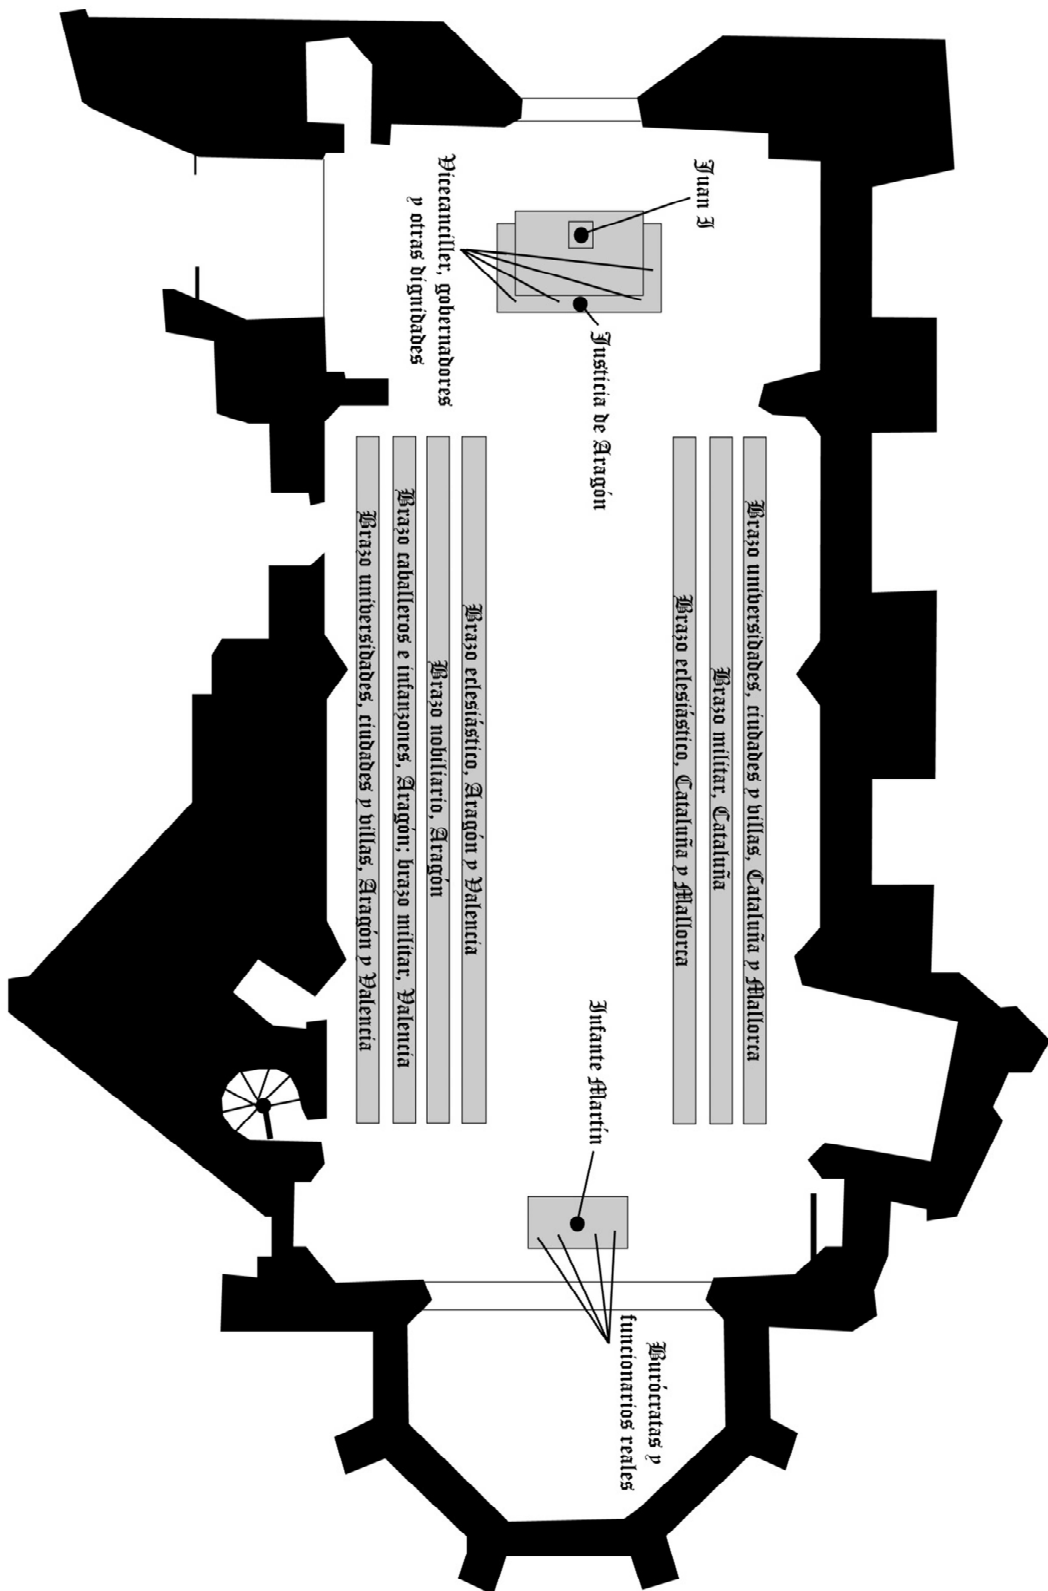 Juan I
Vicecanciller, gobernadores
y otras dignidades
Justicia de Aragón
Brazo universidades, ciudades y villas, Cataluña y Mallorca
Brazo militar, Cataluña
Brazo eclesiástico, Cataluña y Mallorca
Brazo eclesiástico, Aragón y Valencia
Brazo nobiliario, Aragón
Brazo caballeros e infanzones, Aragón; brazo militar, Valencia
Brazo universidades, ciudades y villas, Aragón y Valencia
Infante Martín
Burócratas y
funcionarios reales